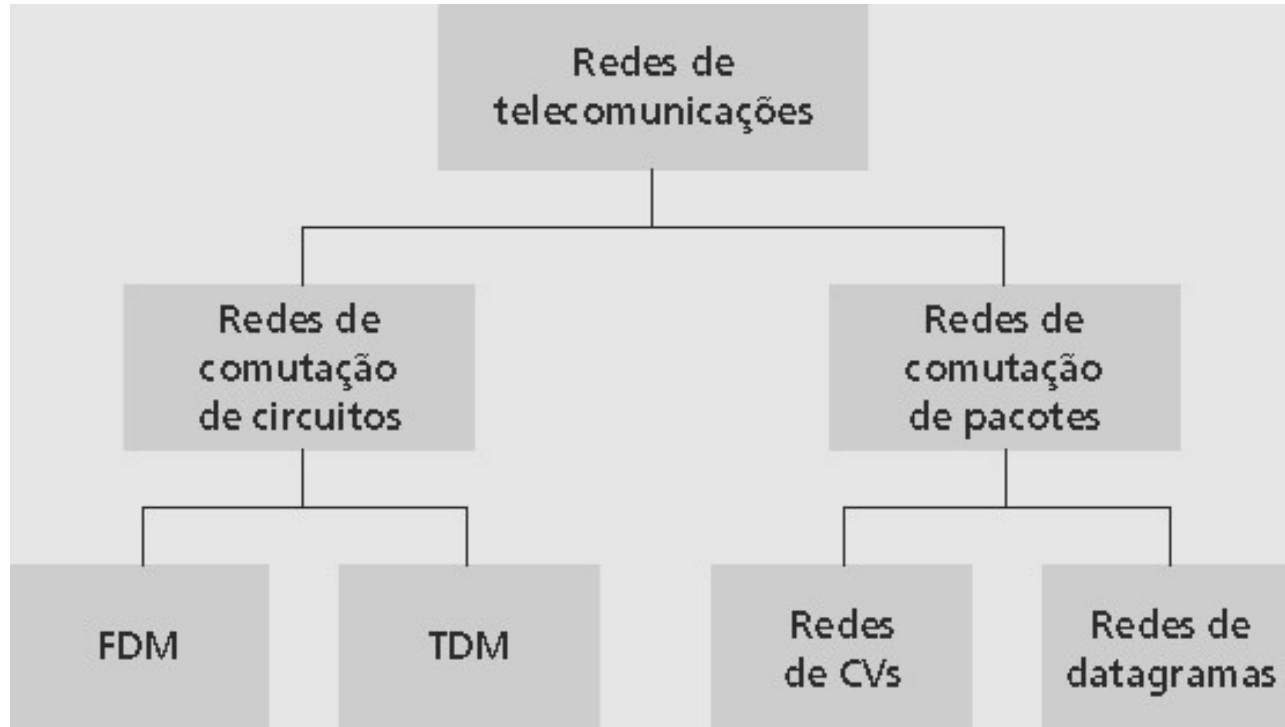 Redes de
telecomunicações
Redes de
comutação
de circuitos
Redes de
comutação
de pacotes
FDM
TDM
Redes
de CVs
Redes de
datagramas